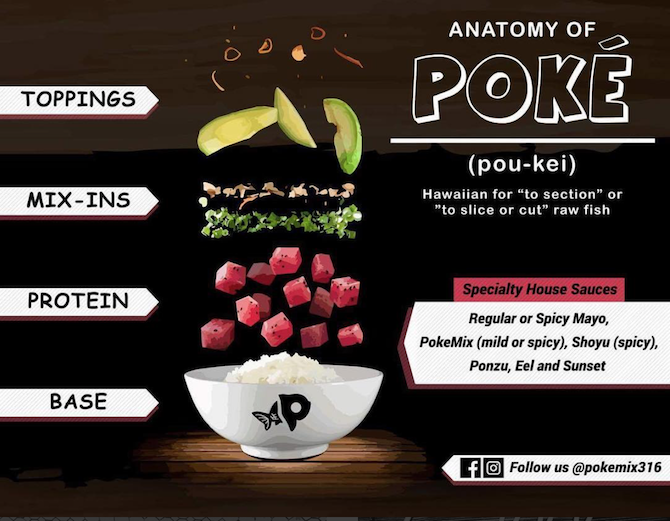 ANATOMY OF
POKÉ
(pou-kei)
Hawaiian for “to section” or
”to slice or cut” raw fish
TOPPINGS
MIX-INS
PROTEIN
BASE
P
Specialty House Sauces
Regular or Spicy Mayo,
PokeMix (mild or spicy), Shoyu (spicy),
Ponzu, Eel and Sunset
Follow us @pokemix316